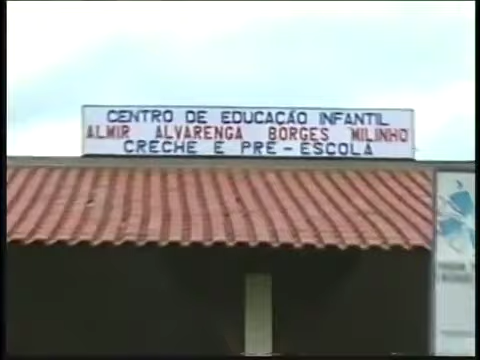 CENTRO DE EDUCAÇÃO INFANTIL
ALMIR ALVARENGA BORGES "MILINHO"
CRECHE E PRÉ - ESCOLA